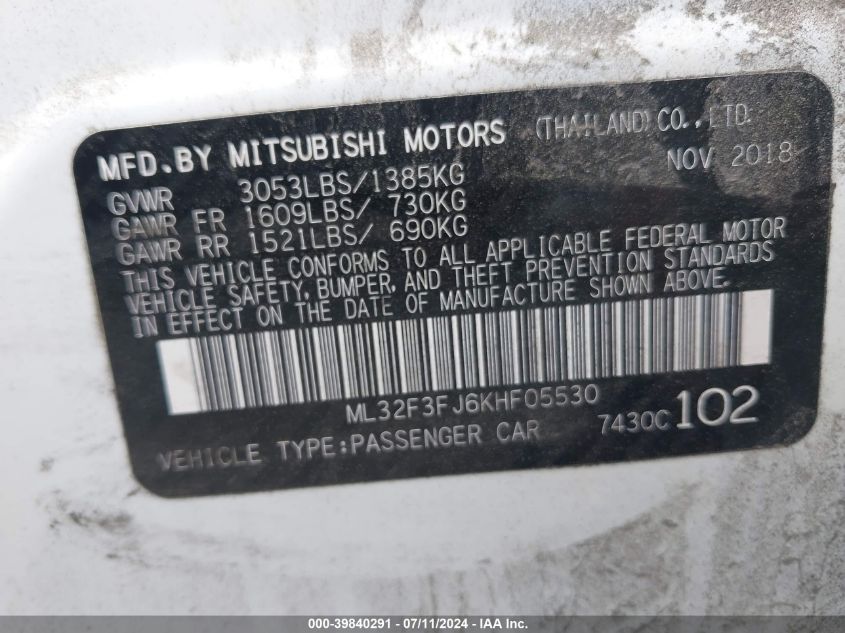 MFD.BY MITSUBISHI MOTORS (THAILAND) CO.,LTD.
NOV 2018
GVWR 3053LBS/1385KG
GAWR FR 1609LBS/ 730KG
GAWR RR 1521LBS/ 690KG
THIS VEHICLE CONFORMS TO ALL APPLICABLE FEDERAL MOTOR
VEHICLE SAFETY, BUMPER, AND THEFT PREVENTION STANDARDS
IN EFFECT ON THE DATE OF MANUFACTURE SHOWN ABOVE.
ML32F3FJ6KHF05530
VEHICLE TYPE:PASSENGER CAR 7430C 102
000-39840291 - 07/11/2024 - IAA Inc.